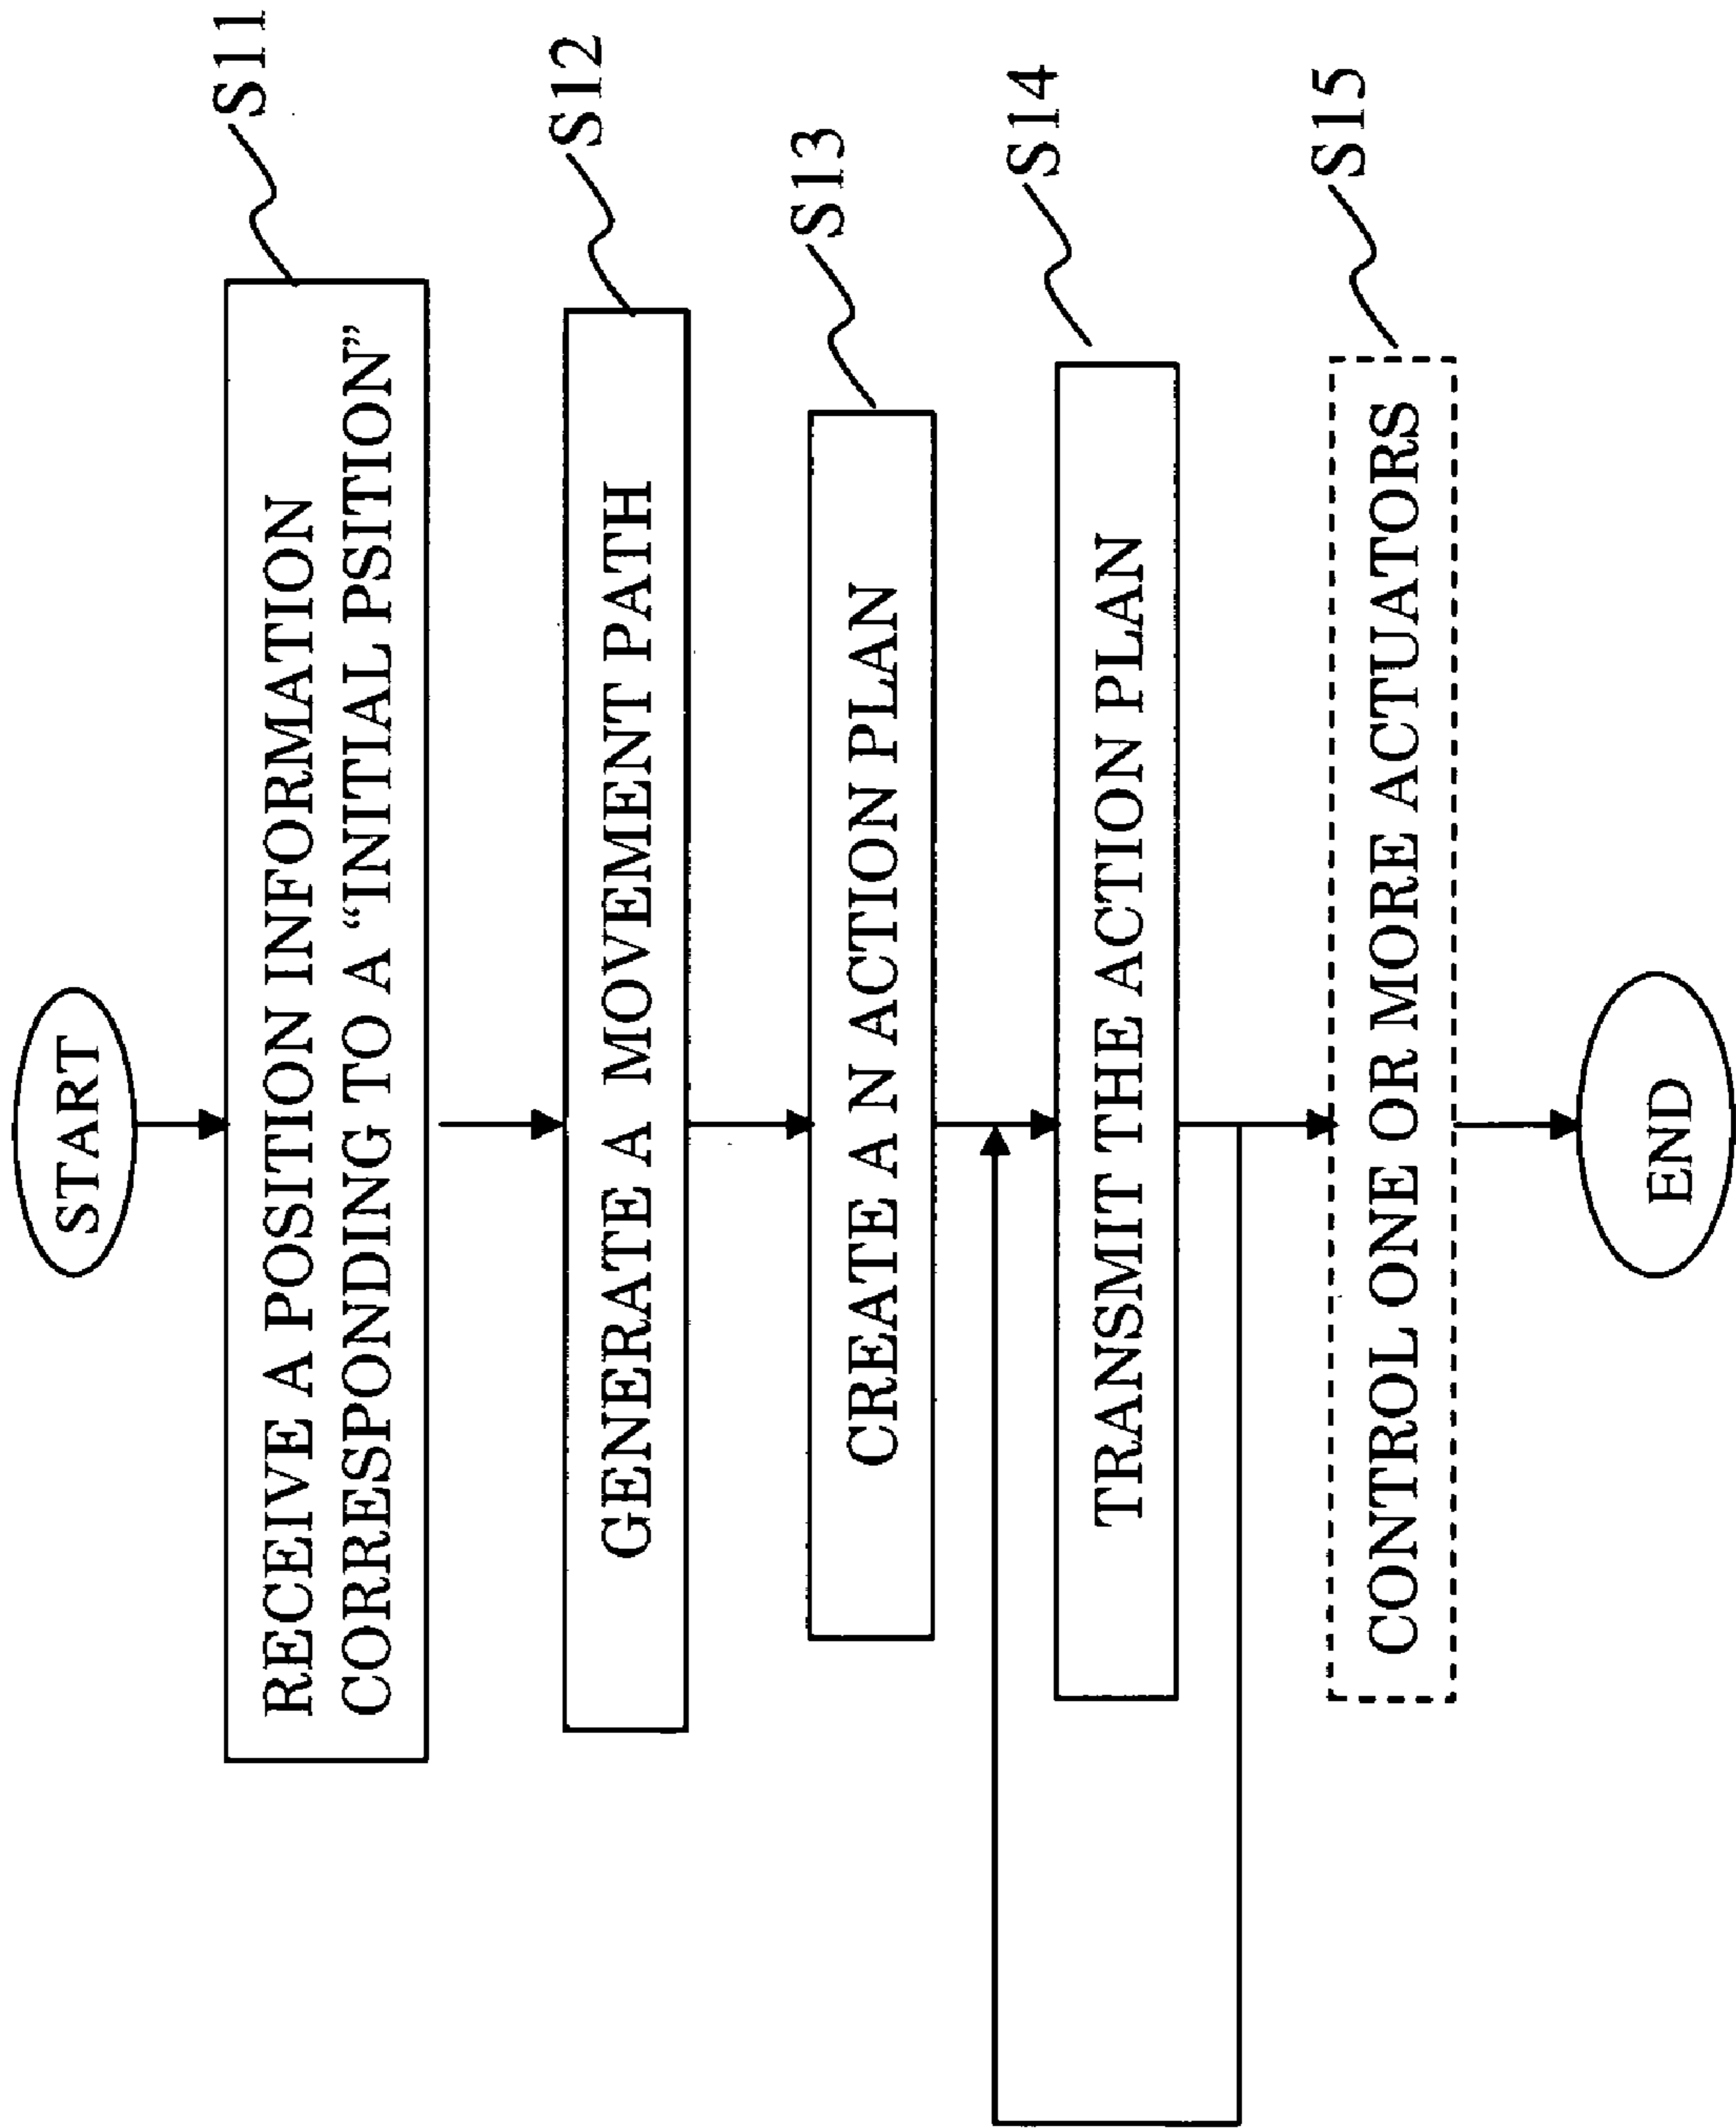 START
S11
RECEIVE A POSITION INFORMATION
CORRESPONDING TO A “INITIAL PSITION”
S12
GENERATE A MOVEMENT PATH
S13
CREATE A N ACTION PLAN
S14
TRANSMIT THE ACTION PLAN
S15
CONTROL ONE OR MORE ACTUATORS
END